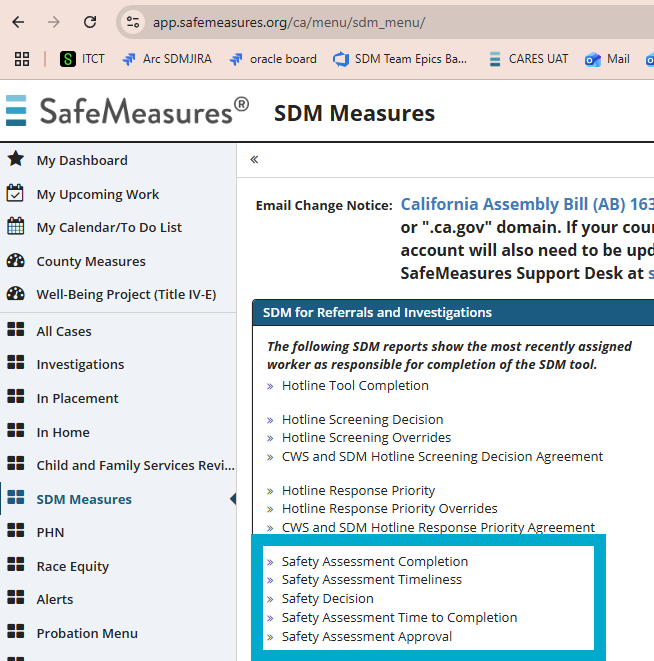 app.safemeasures.org/ca/menu/sdm_menu/
ITCT
Arc SDMJIRA
oracle board
SDM Team Epics Ba...
CARES UAT
Mail
SafeMeasures®
SDM Measures
My Dashboard
My Upcoming Work
My Calendar/To Do List
County Measures
Well-Being Project (Title IV-E)
All Cases
Investigations
In Placement
In Home
Child and Family Services Revi...
SDM Measures
PHN
Race Equity
Alerts
Probation Menu
«
Email Change Notice: California Assembly Bill (AB) 163
or ".ca.gov" domain. If your cou
account will also need to be upd
SafeMeasures Support Desk at s
SDM for Referrals and Investigations
The following SDM reports show the most recently assigned
worker as responsible for completion of the SDM tool.
» Hotline Tool Completion
» Hotline Screening Decision
» Hotline Screening Overrides
» CWS and SDM Hotline Screening Decision Agreement
» Hotline Response Priority
» Hotline Response Priority Overrides
» CWS and SDM Hotline Response Priority Agreement
» Safety Assessment Completion
» Safety Assessment Timeliness
» Safety Decision
» Safety Assessment Time to Completion
» Safety Assessment Approval